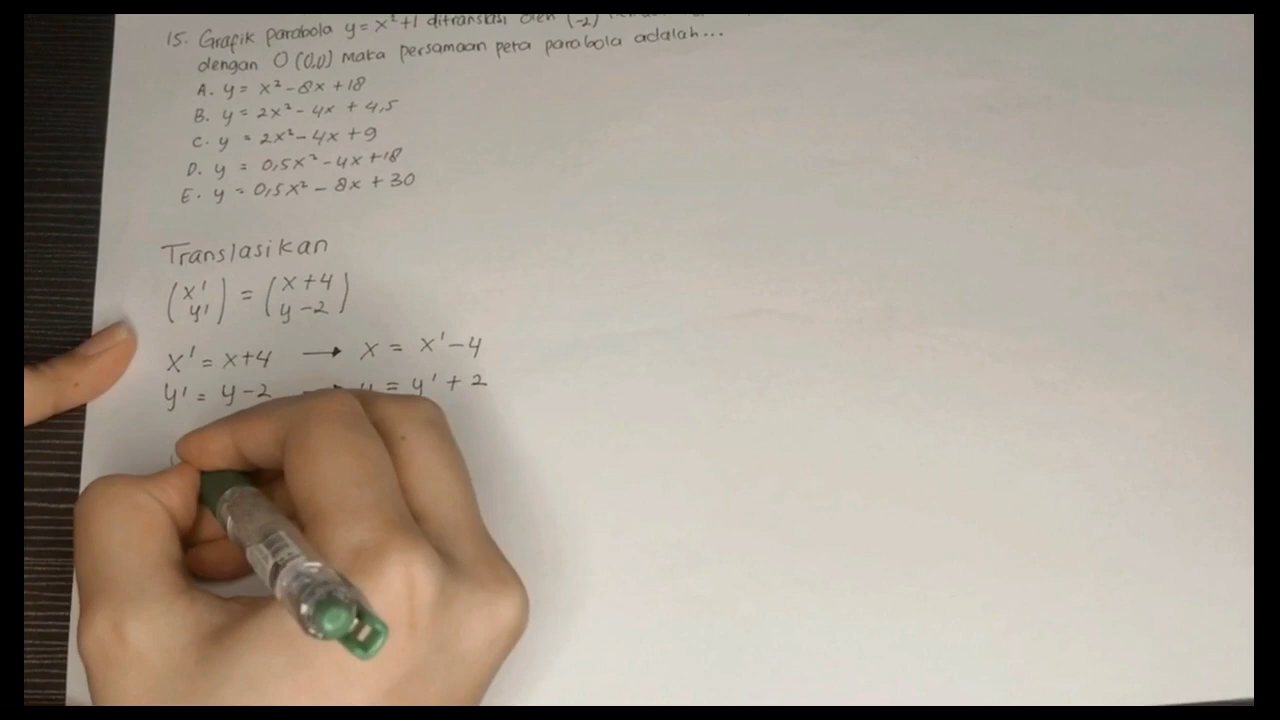 15. Grafik parabola y = x² + 1 ditranslasi oleh (-2)
dengan O (0,0) maka persamaan peta parabola adalah...
A. y = x² - 8x + 18
B. y = 2x² - 4x + 4,5
C. y = 2x² - 4x + 9
D. y = 0,5x² - 4x + 18
E. y = 0,5x² - 8x + 30
Translasikan
(x') = (x + 4)
(y') (y - 2)
x' = x + 4 → x = x' - 4
y' = y - 2 → y = y' + 2